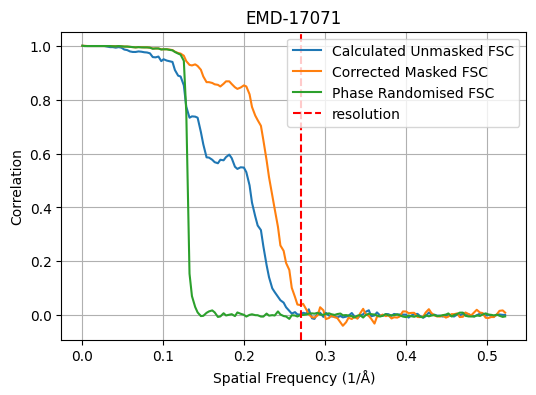 EMD-17071
Calculated Unmasked FSC
Corrected Masked FSC
Phase Randomised FSC
resolution
Correlation
1.0
0.8
0.6
0.4
0.2
0.0
0.0 0.1 0.2 0.3 0.4 0.5
Spatial Frequency (1/Å)